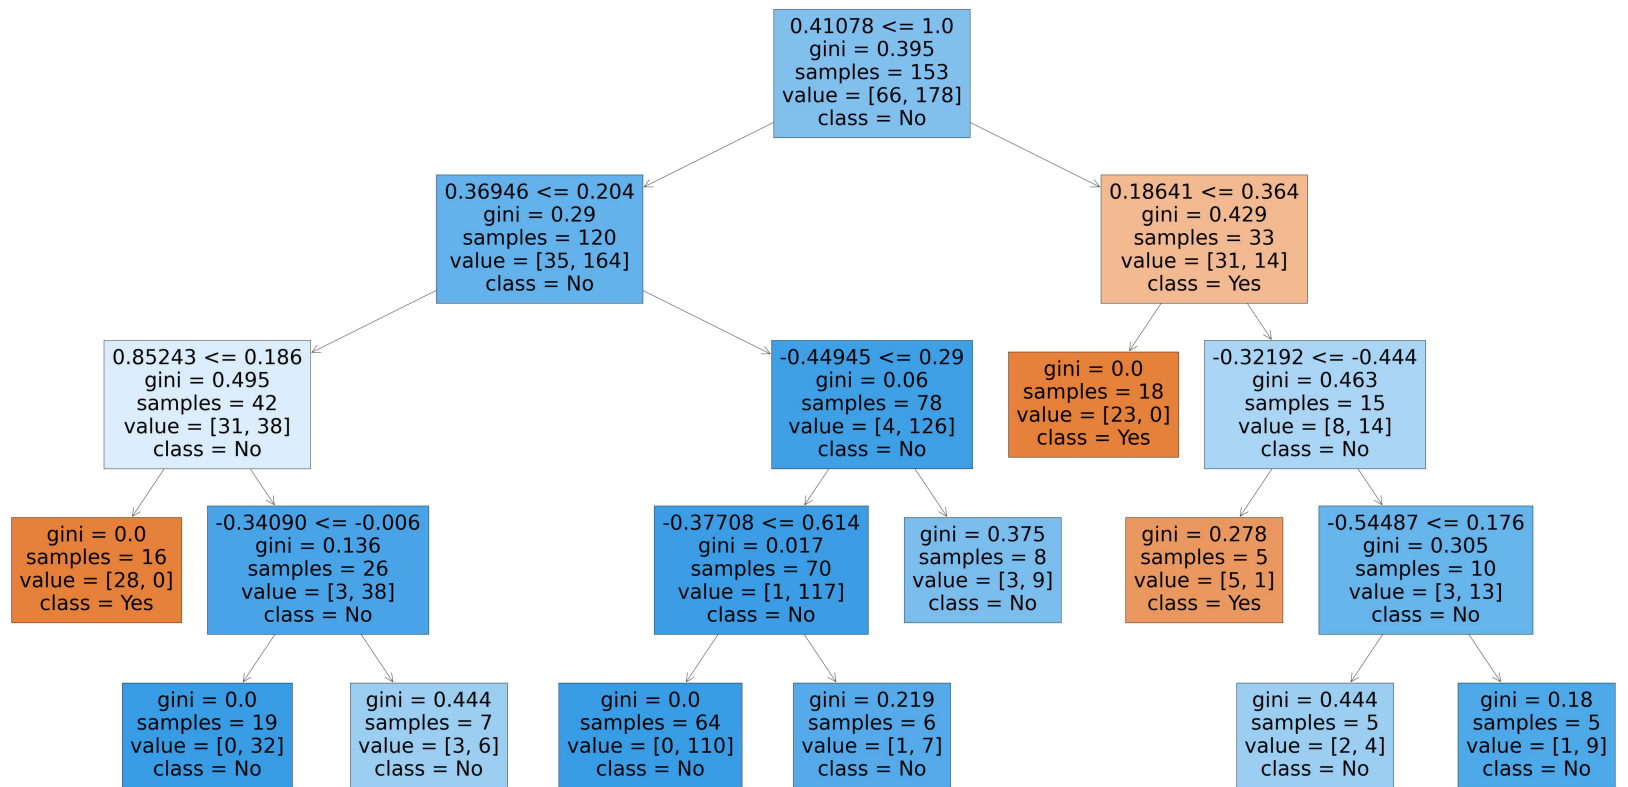 0.41078 <= 1.0
gini = 0.395
samples = 153
value = [66, 178]
class = No
0.36946 <= 0.204
gini = 0.29
samples = 120
value = [35, 164]
class = No
0.18641 <= 0.364
gini = 0.429
samples = 33
value = [31, 14]
class = Yes
0.85243 <= 0.186
gini = 0.495
samples = 42
value = [31, 38]
class = No
-0.44945 <= 0.29
gini = 0.06
samples = 78
value = [4, 126]
class = No
gini = 0.0
samples = 18
value = [23, 0]
class = Yes
-0.32192 <= -0.444
gini = 0.463
samples = 15
value = [8, 14]
class = No
gini = 0.0
samples = 16
value = [28, 0]
class = Yes
-0.34090 <= -0.006
gini = 0.136
samples = 26
value = [3, 38]
class = No
-0.37708 <= 0.614
gini = 0.017
samples = 70
value = [1, 117]
class = No
gini = 0.375
samples = 8
value = [3, 9]
class = No
gini = 0.278
samples = 5
value = [5, 1]
class = Yes
-0.54487 <= 0.176
gini = 0.305
samples = 10
value = [3, 13]
class = No
gini = 0.0
samples = 19
value = [0, 32]
class = No
gini = 0.444
samples = 7
value = [3, 6]
class = No
gini = 0.0
samples = 64
value = [0, 110]
class = No
gini = 0.219
samples = 6
value = [1, 7]
class = No
gini = 0.444
samples = 5
value = [2, 4]
class = No
gini = 0.18
samples = 5
value = [1, 9]
class = No